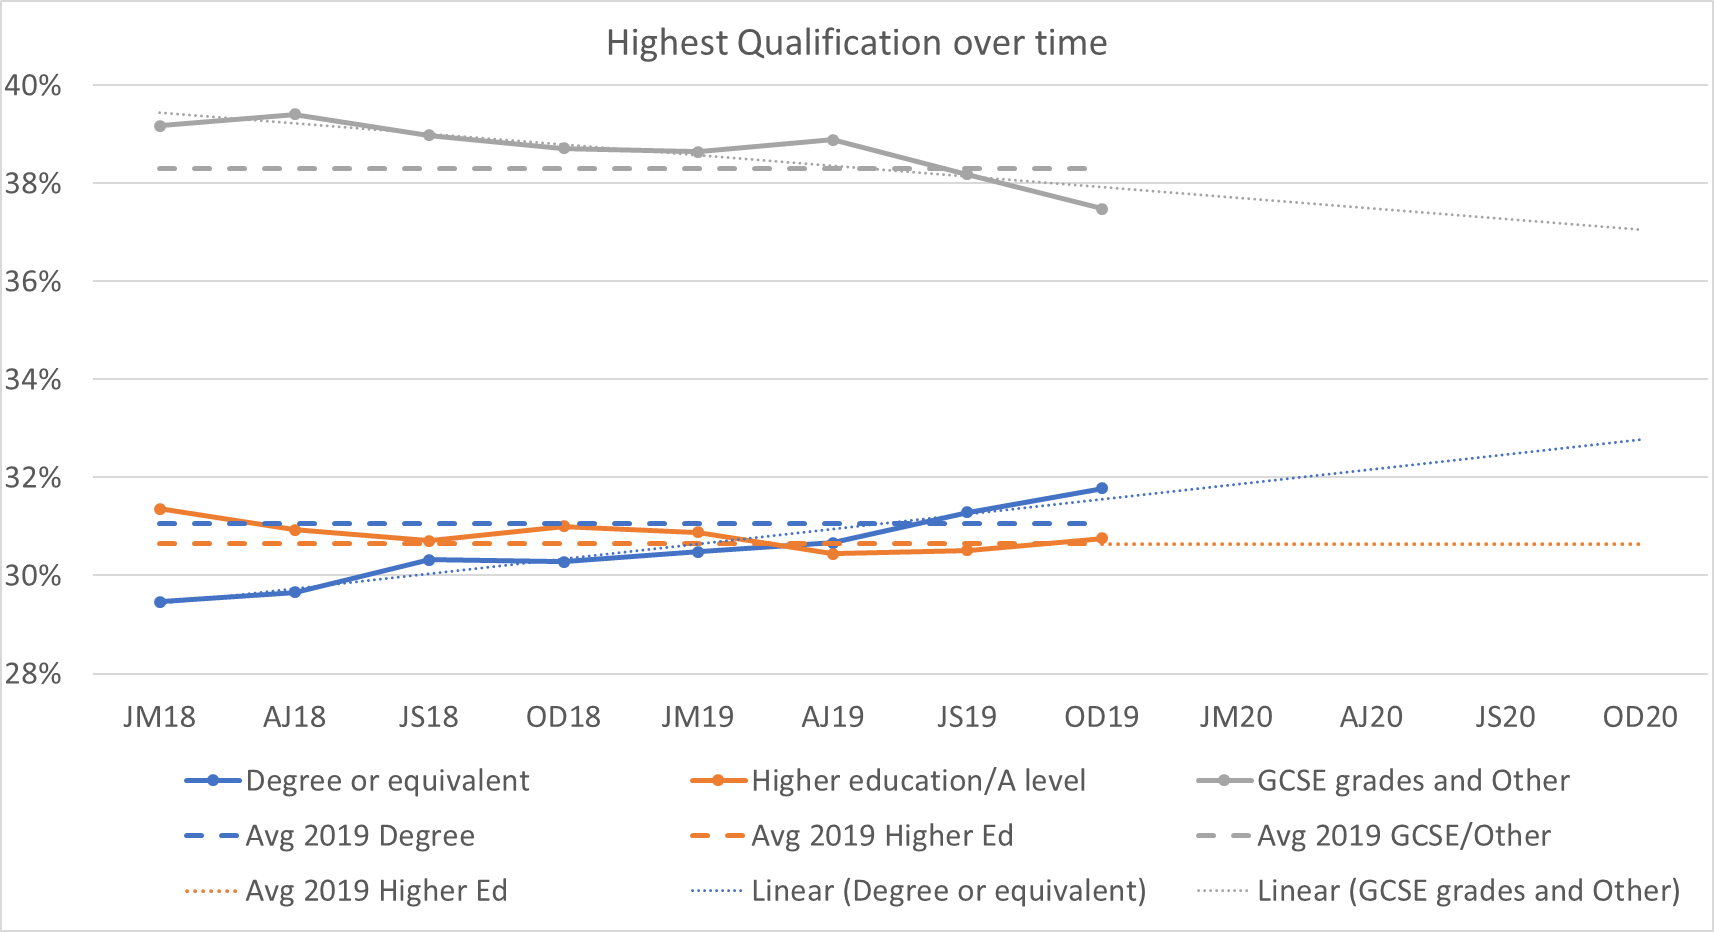 Highest Qualification over time
40%
38%
36%
34%
32%
30%
28%
JM18 AJ18 JS18 OD18 JM19 AJ19 JS19 OD19 JM20 AJ20 JS20 OD20
Degree or equivalent Higher education/A level GCSE grades and Other
Avg 2019 Degree Avg 2019 Higher Ed Avg 2019 GCSE/Other
Avg 2019 Higher Ed Linear (Degree or equivalent) Linear (GCSE grades and Other)